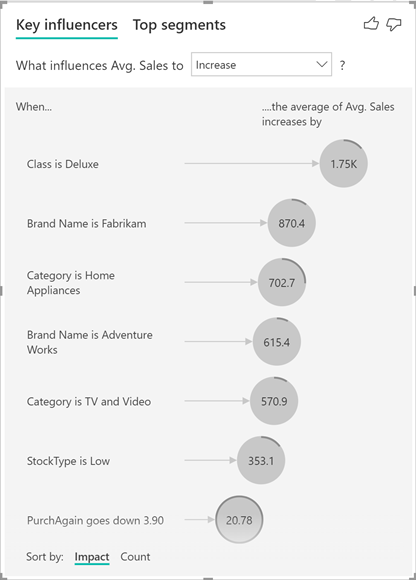 Key influencers Top segments
What influences Avg. Sales to Increase ?
When...
....the average of Avg. Sales
increases by
Class is Deluxe 1.75K
Brand Name is Fabrikam 870.4
Category is Home
Appliances
702.7
Brand Name is Adventure
Works
615.4
Category is TV and Video 570.9
StockType is Low 353.1
PurchAgain goes down 3.90 20.78
Sort by: Impact Count